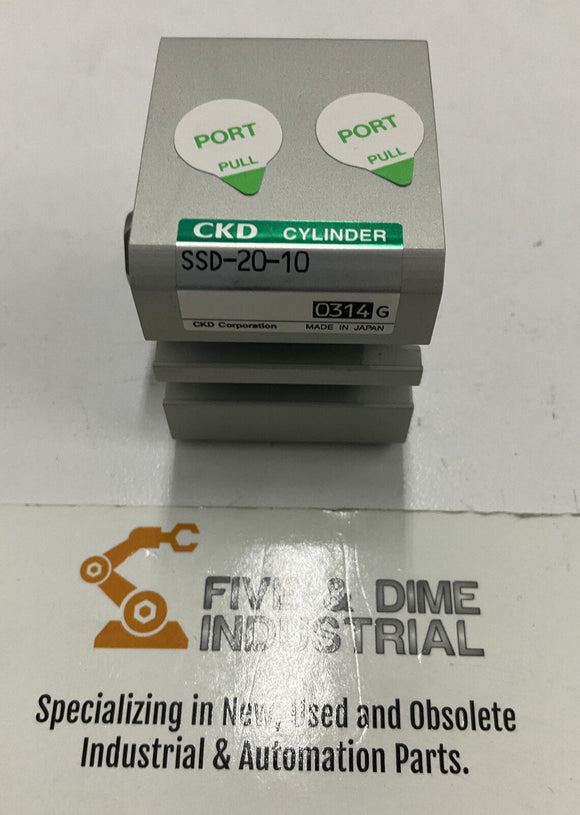 PORT
PULL
PORT
PULL
CKD CYLINDER
SSD-20-10
0314 G
CKD Corporation MADE IN JAPAN
FIVE & DIME
INDUSTRIAL
Specializing in New, Used and Obsolete
Industrial & Automation Parts.